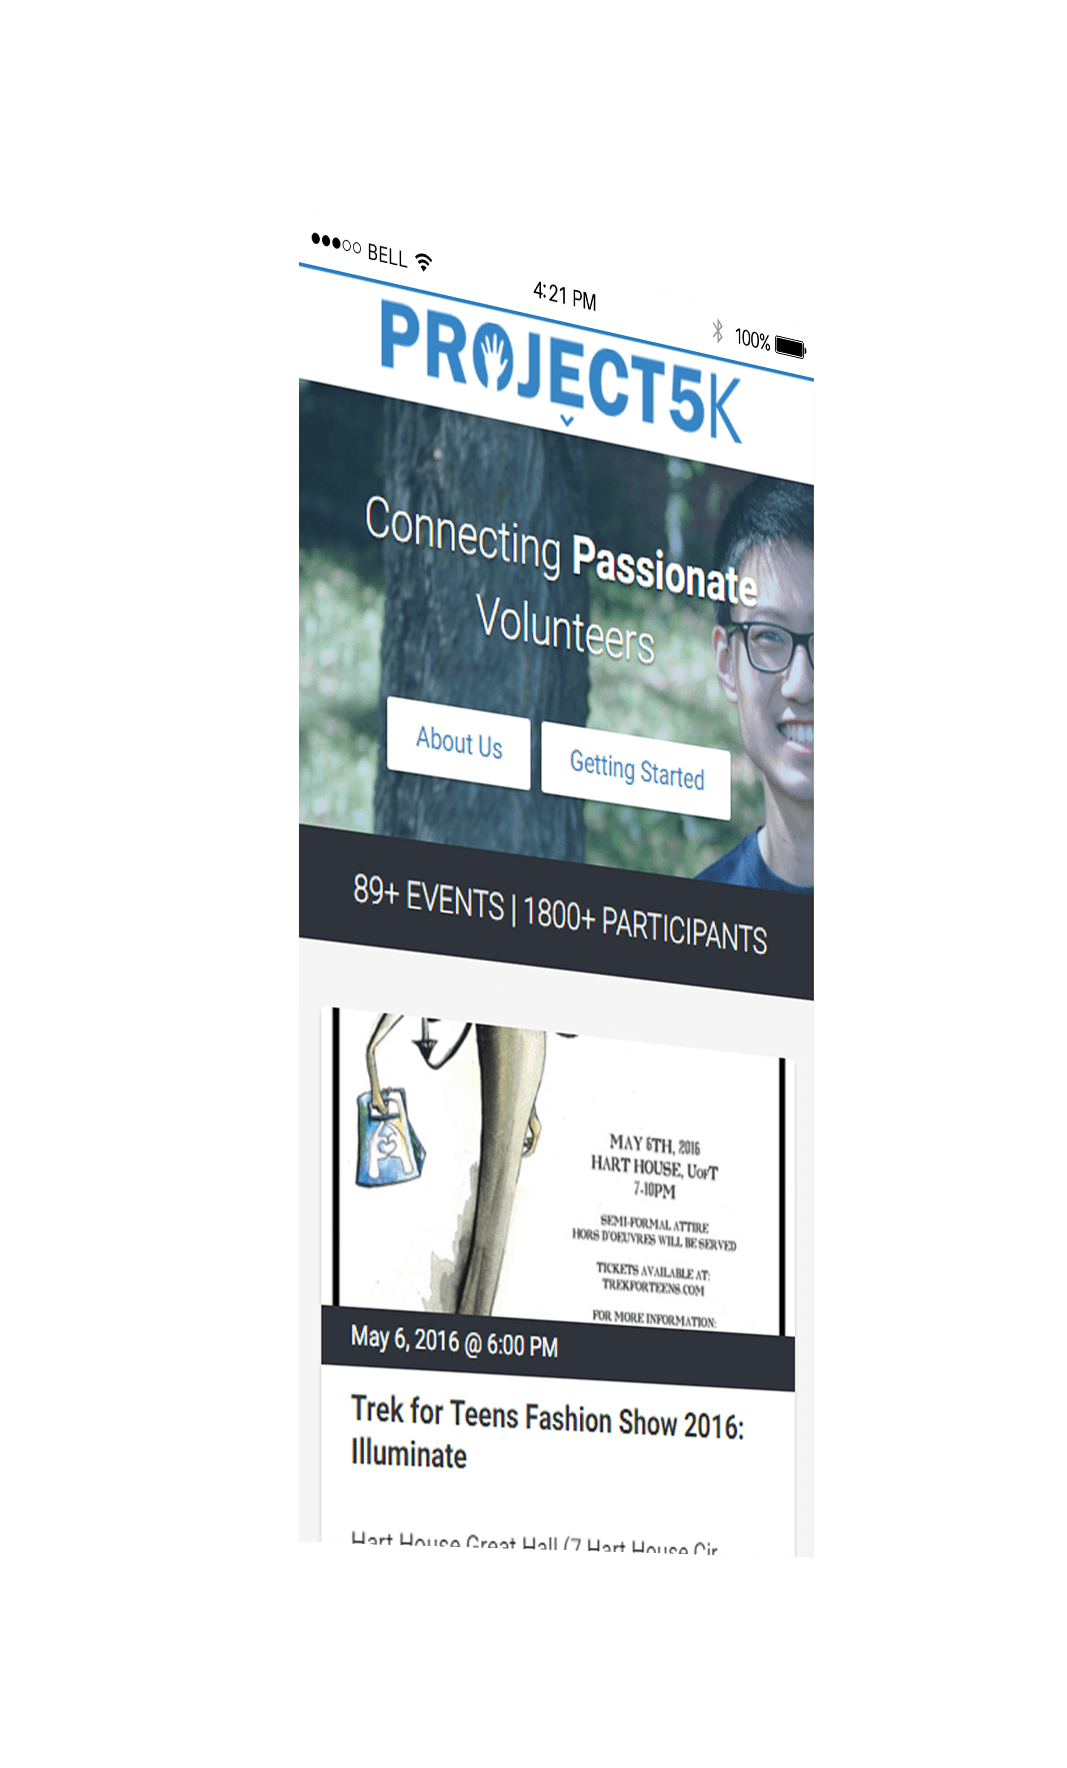 BELL
4:21 PM
100%
PROJECT5K
Connecting Passionate
Volunteers
About Us
Getting Started
89+ EVENTS | 1800+ PARTICIPANTS
MAY 6TH, 2016
HART HOUSE, UofT
7-10PM
SEMI-FORMAL ATTIRE
HORS D'OEUVRES WILL BE SERVED
TICKETS AVAILABLE AT:
TREKFORTEENS.COM
FOR MORE INFORMATION:
May 6, 2016 @ 6:00 PM
Trek for Teens Fashion Show 2016:
Illuminate
Hart House Great Hall (7 Hart House Cir